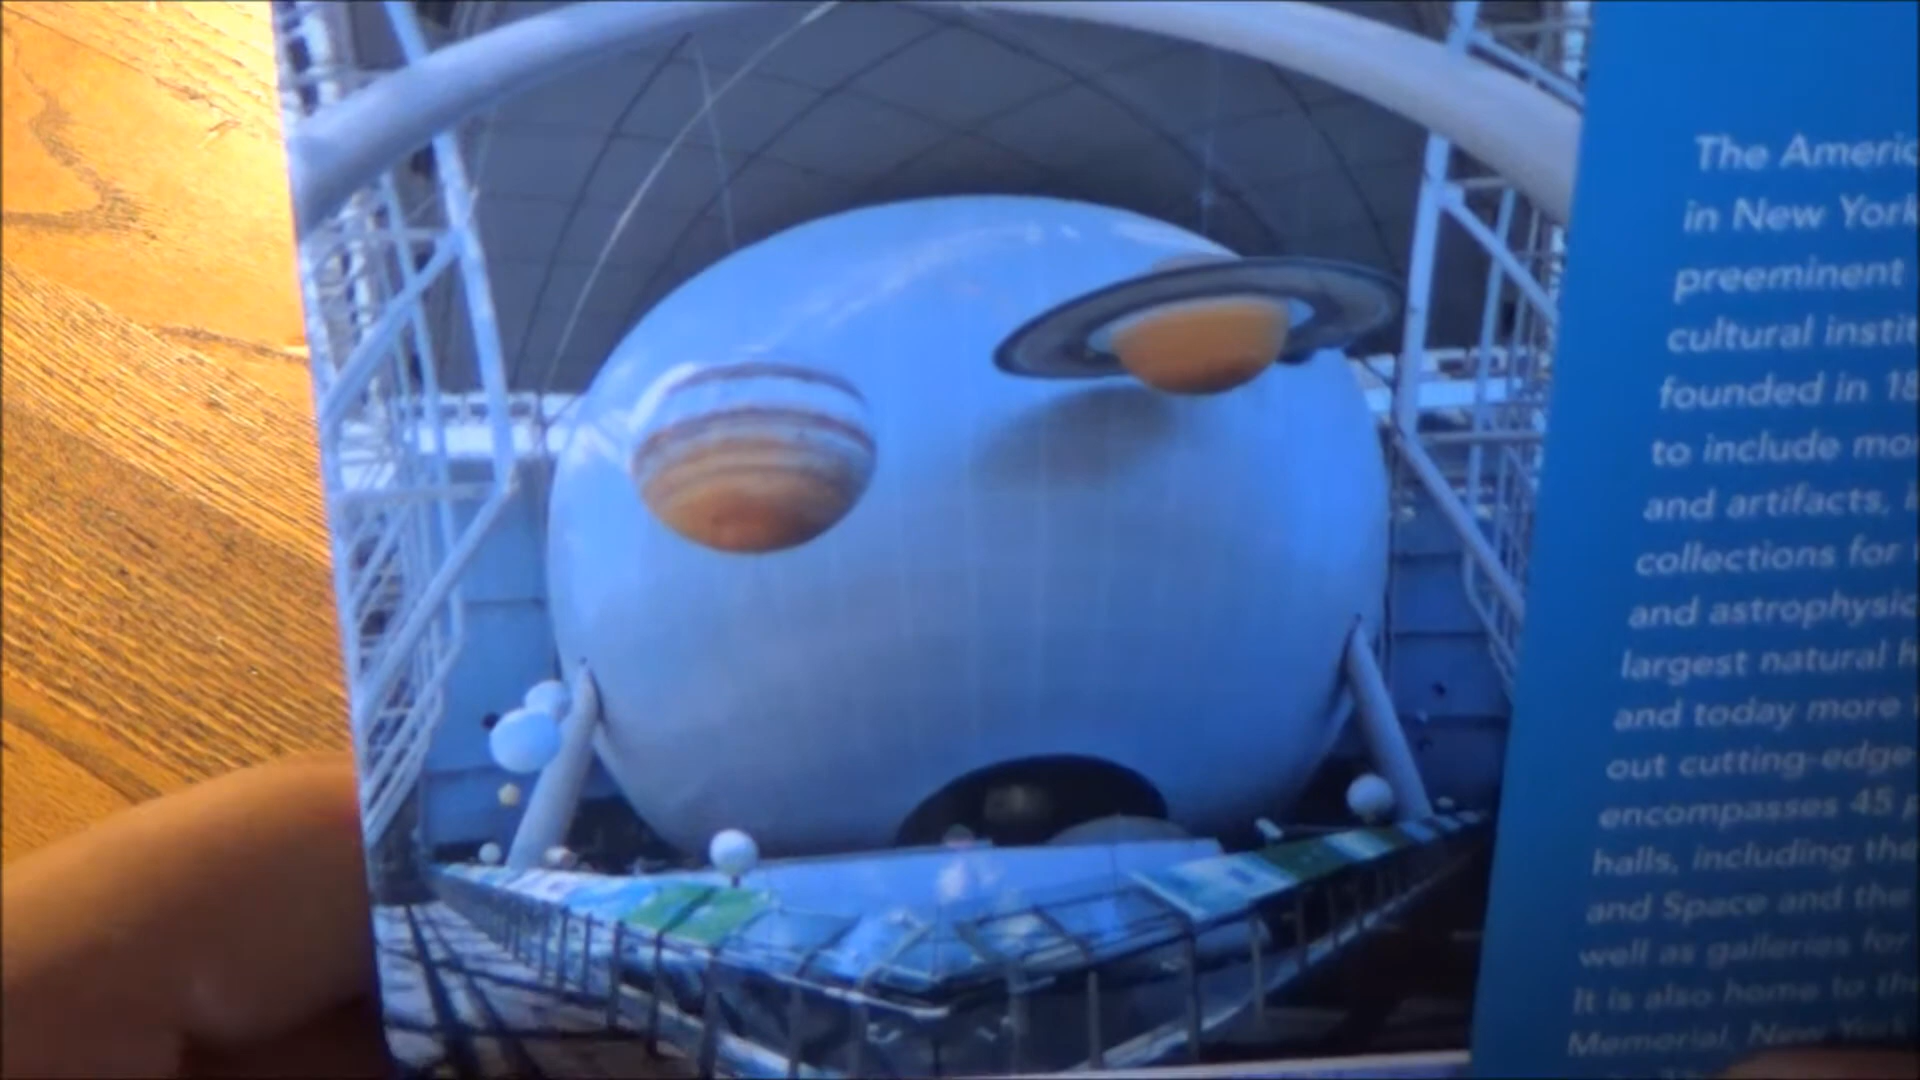 The Americ
in New York
preeminent
cultural instit
founded in 18
to include mo
and artifacts, i
collections for
and astrophysic
largest natural h
and today more
out cutting-edge
encompasses 45 p
halls, including the
and Space and the
well as galleries for
It is also home to th
Memorial, New York